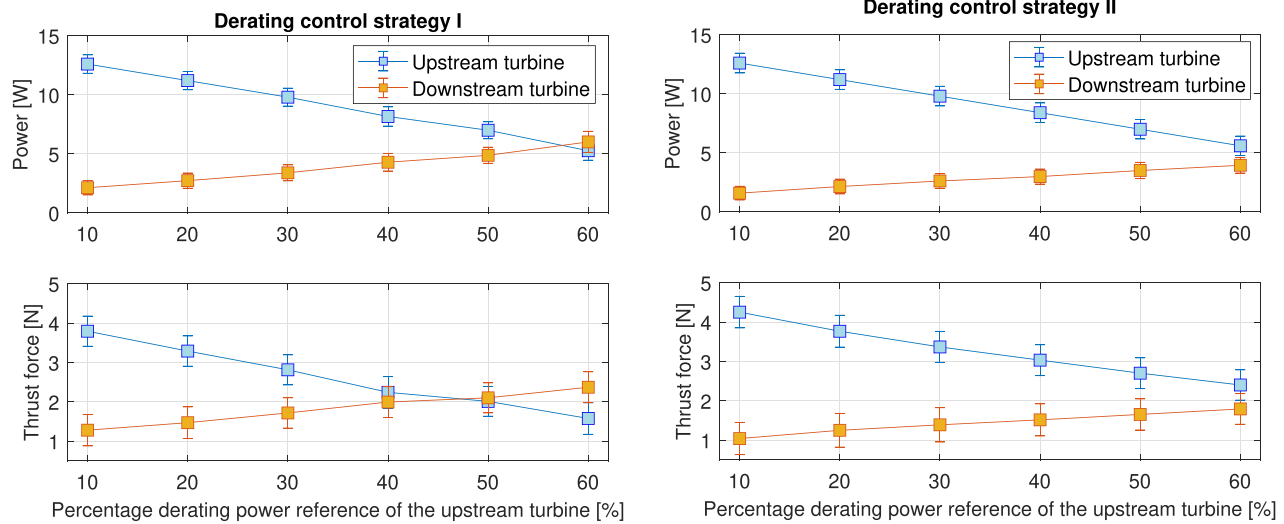 Derating control strategy I
15
10
5
0
Power [W]
Upstream turbine
Downstream turbine
10 20 30 40 50 60
5
4
3
2
1
Thrust force [N]
10 20 30 40 50 60
Percentage derating power reference of the upstream turbine [%]
Derating control strategy II
15
10
5
0
Power [W]
Upstream turbine
Downstream turbine
10 20 30 40 50 60
5
4
3
2
1
Thrust force [N]
10 20 30 40 50 60
Percentage derating power reference of the upstream turbine [%]